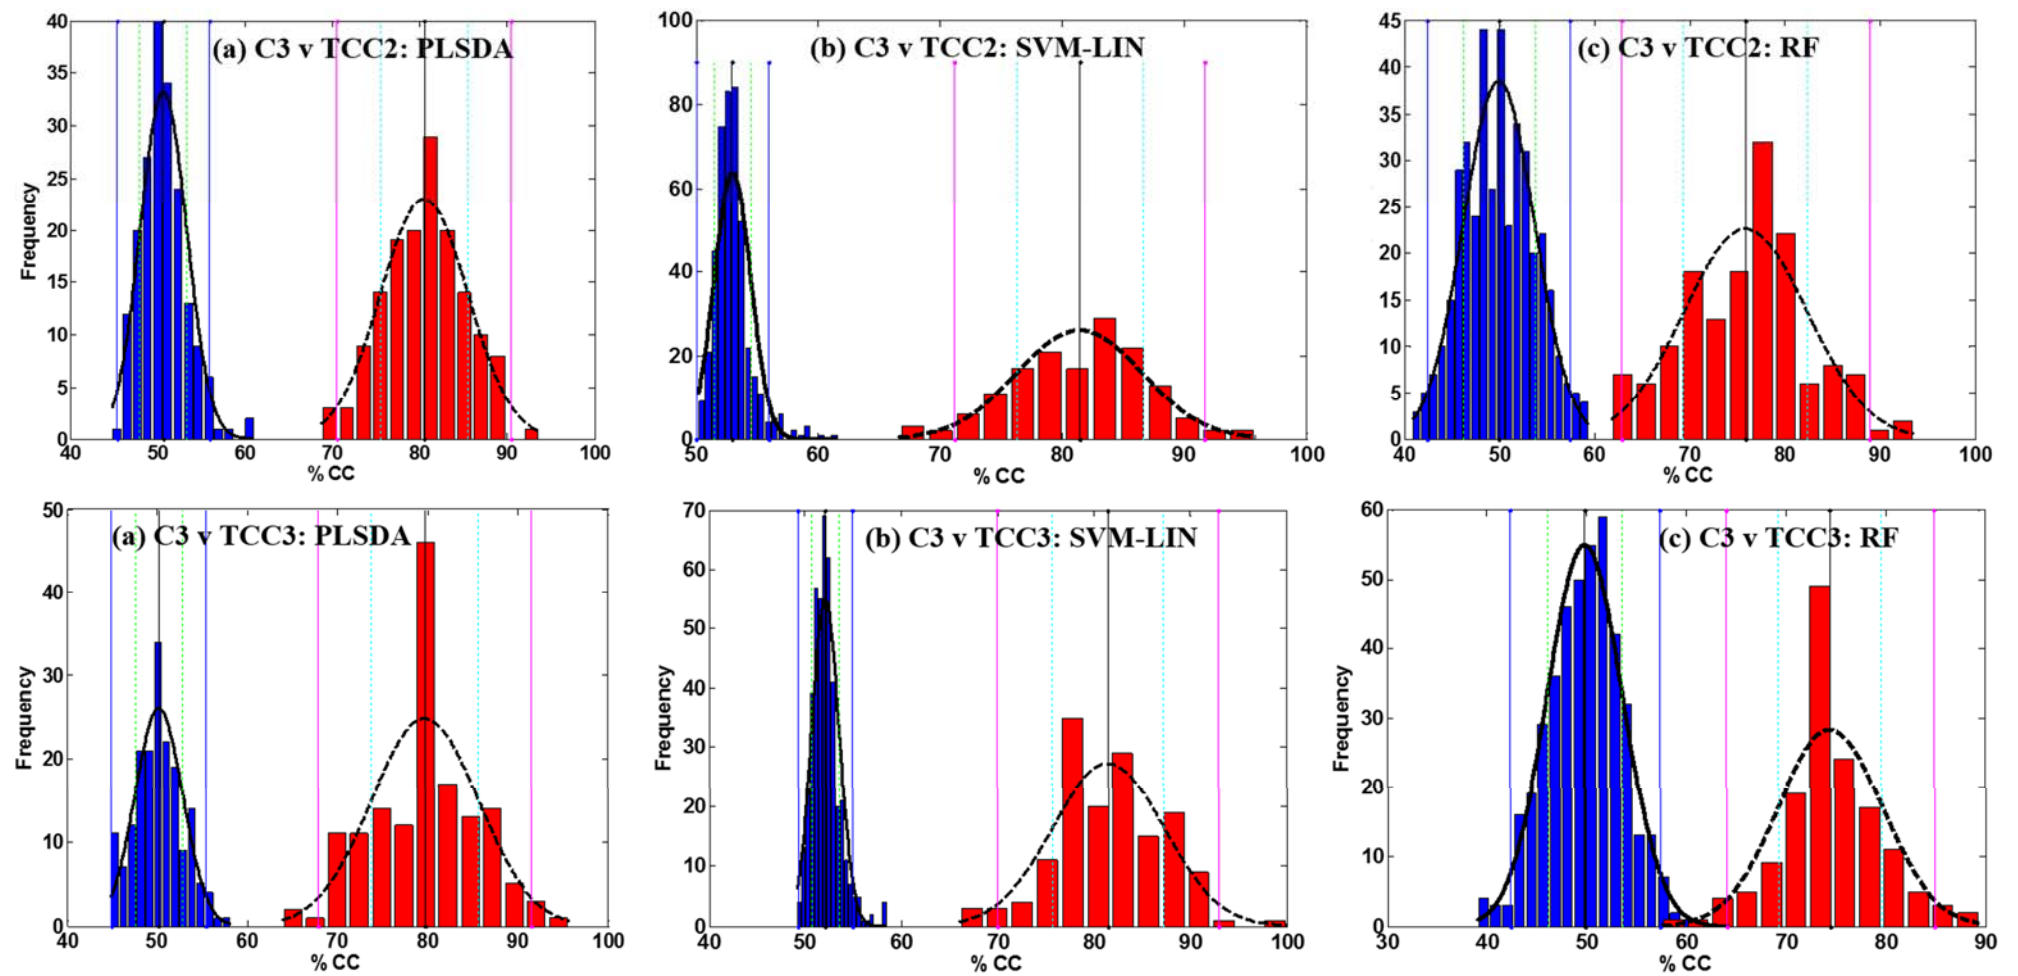 (a) C3 v TCC2: PLSDA
Frequency
40
35
30
25
20
15
10
5
0
40 50 60 70 80 90 100
% CC
(b) C3 v TCC2: SVM-LIN
100
80
60
40
20
0
50 60 70 80 90 100
% CC
(c) C3 v TCC2: RF
45
40
35
30
25
20
15
10
5
0
40 50 60 70 80 90 100
% CC
(a) C3 v TCC3: PLSDA
Frequency
50
40
30
20
10
0
40 50 60 70 80 90 100
% CC
(b) C3 v TCC3: SVM-LIN
Frequency
70
60
50
40
30
20
10
0
40 50 60 70 80 90 100
% CC
(c) C3 v TCC3: RF
Frequency
60
50
40
30
20
10
0
30 40 50 60 70 80 90
% CC